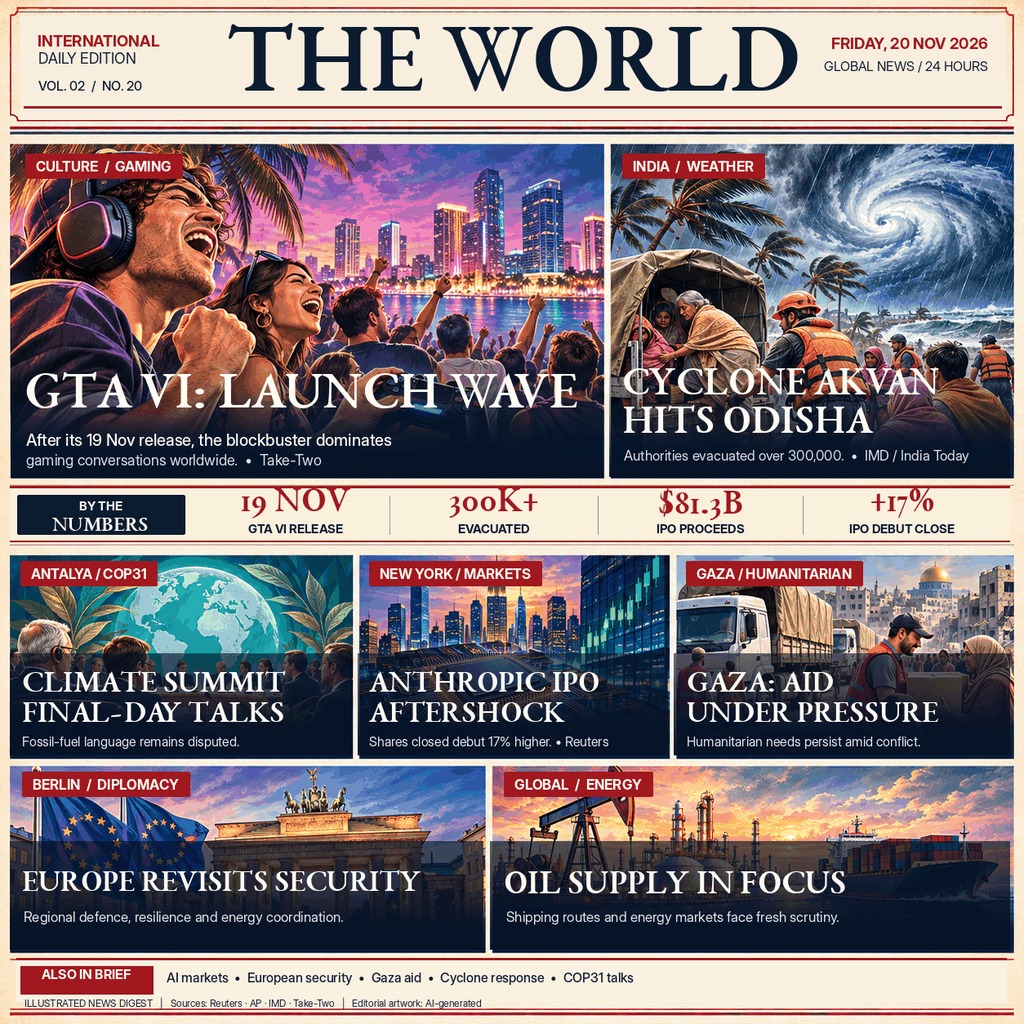 INTERNATIONAL
DAILY EDITION
VOL. 02 / NO. 20
THE WORLD
FRIDAY, 20 NOV 2026
GLOBAL NEWS / 24 HOURS
CULTURE / GAMING
GTA VI: LAUNCH WAVE
After its 19 Nov release, the blockbuster dominates
gaming conversations worldwide. • Take-Two
INDIA / WEATHER
CYCLONE AKVAN
HITS ODISHA
Authorities evacuated over 300,000. • IMD / India Today
BY THE
NUMBERS
19 NOV
GTA VI RELEASE
300K+
EVACUATED
$81.3B
IPO PROCEEDS
+17%
IPO DEBUT CLOSE
ANTALYA / COP31
CLIMATE SUMMIT
FINAL-DAY TALKS
Fossil-fuel language remains disputed.
NEW YORK / MARKETS
ANTHROPIC IPO
AFTERSHOCK
Shares closed debut 17% higher. • Reuters
GAZA / HUMANITARIAN
GAZA: AID
UNDER PRESSURE
Humanitarian needs persist amid conflict.
BERLIN / DIPLOMACY
EUROPE REVISITS SECURITY
Regional defence, resilience and energy coordination.
GLOBAL / ENERGY
OIL SUPPLY IN FOCUS
Shipping routes and energy markets face fresh scrutiny.
ALSO IN BRIEF
AI markets • European security • Gaza aid • Cyclone response • COP31 talks
ILLUSTRATED NEWS DIGEST | Sources: Reuters · AP · IMD · Take-Two | Editorial artwork: AI-generated